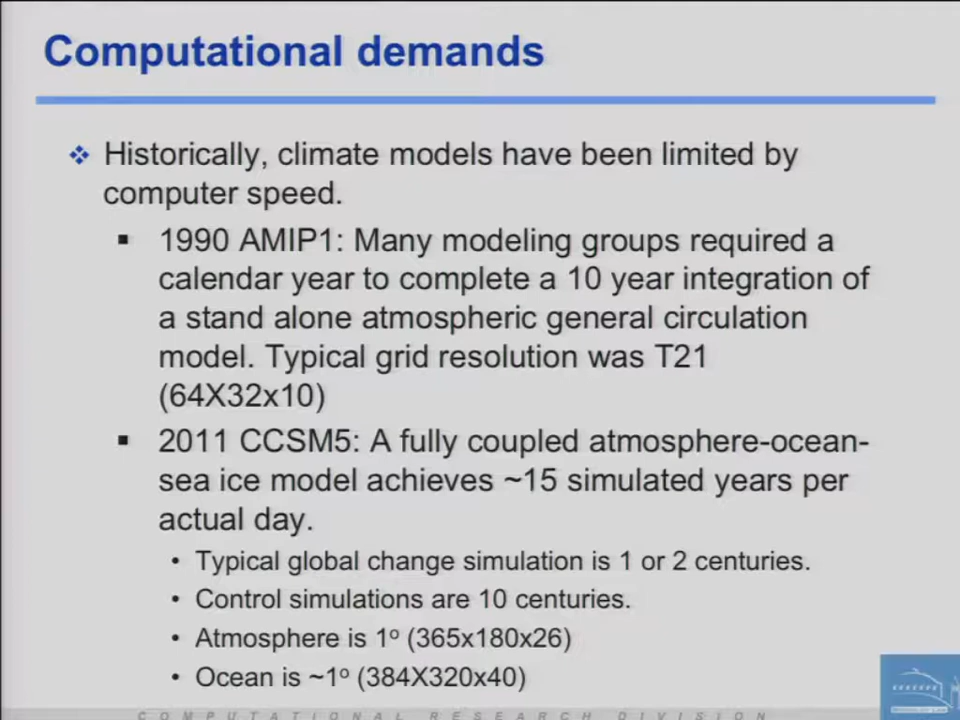 Computational demands
❖ Historically, climate models have been limited by
computer speed.
▪ 1990 AMIP1: Many modeling groups required a
calendar year to complete a 10 year integration of
a stand alone atmospheric general circulation
model. Typical grid resolution was T21
(64X32x10)
▪ 2011 CCSM5: A fully coupled atmosphere-ocean-
sea ice model achieves ~15 simulated years per
actual day.
• Typical global change simulation is 1 or 2 centuries.
• Control simulations are 10 centuries.
• Atmosphere is 1º (365x180x26)
• Ocean is ~1º (384X320x40)
COMPUTATIONAL RESEARCH DIVISION